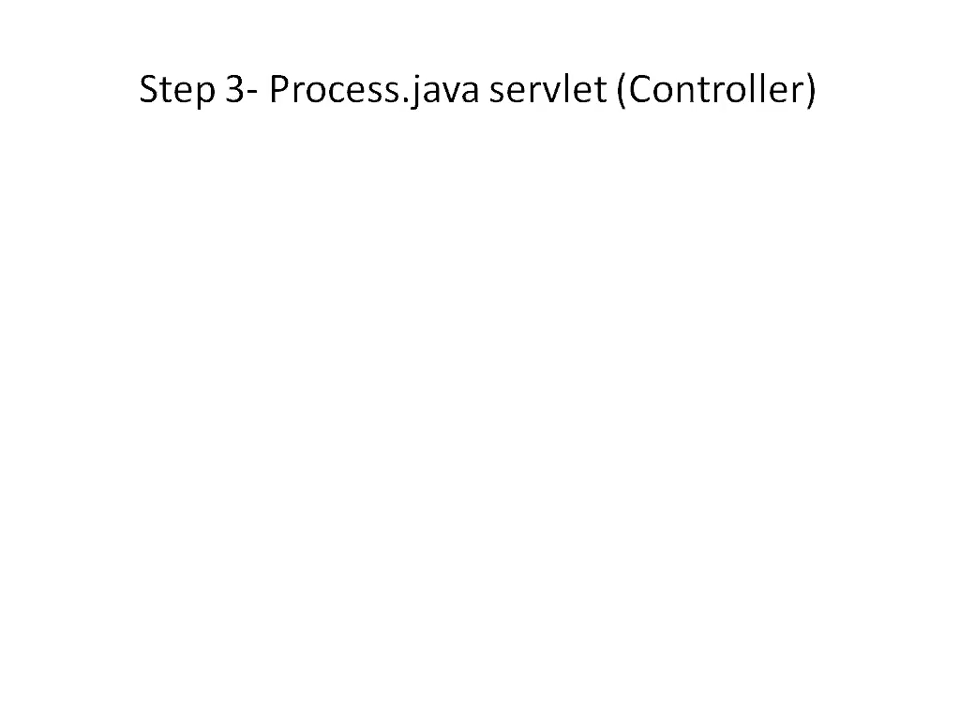 Step 3- Process.java servlet (Controller)